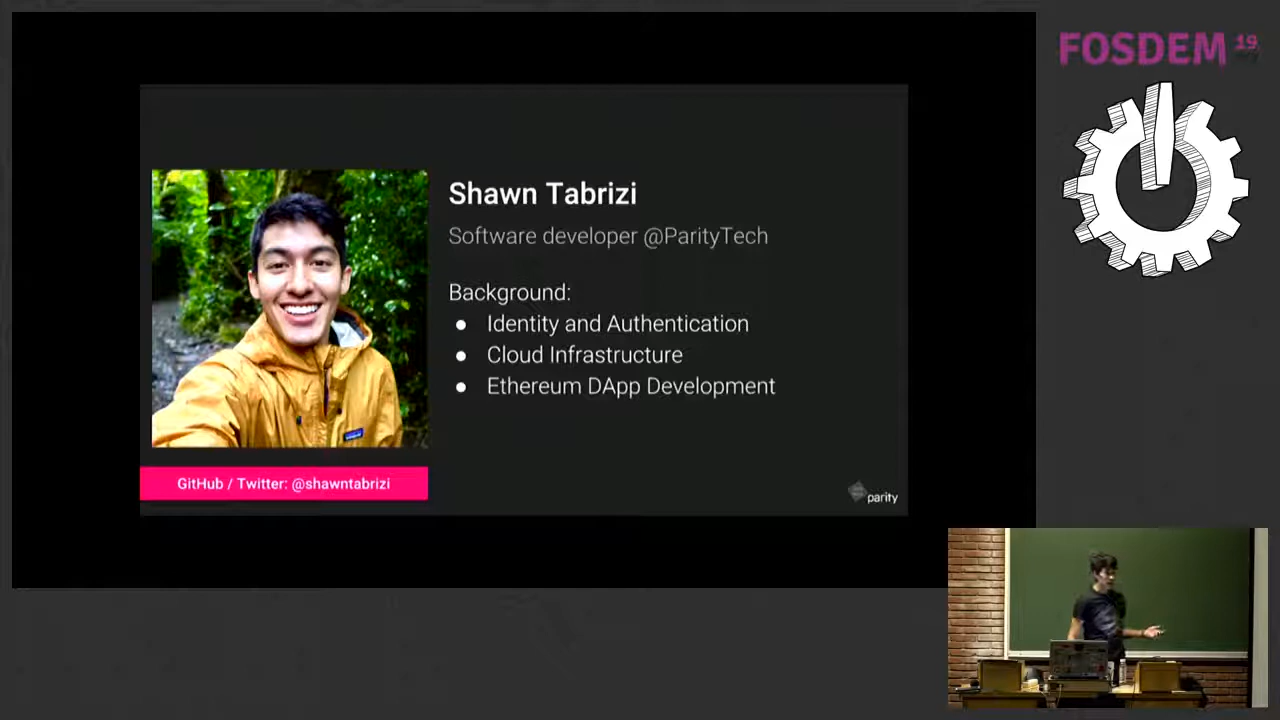 FOSDEM 19
Shawn Tabrizi
Software developer @ParityTech
Background:
● Identity and Authentication
● Cloud Infrastructure
● Ethereum DApp Development
GitHub / Twitter: @shawntabrizi
parity